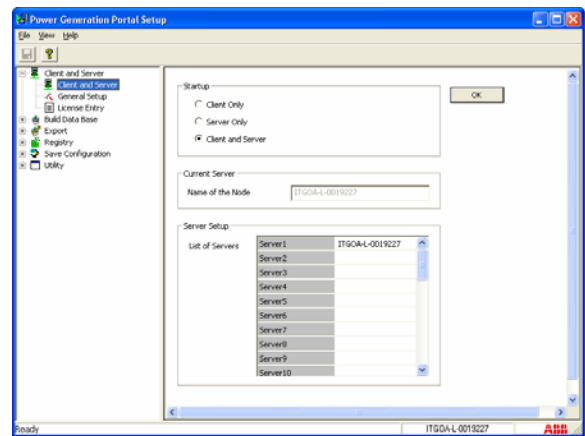 Power Generation Portal Setup
File View Help
Client and Server
Client and Server
General Setup
License Entry
Build Data Base
Export
Registry
Save Configuration
Utility
Startup
Client Only
Server Only
Client and Server
OK
Current Server
Name of the Node ITGOA-L-0019227
Server Setup
List of Servers
Server1 ITGOA-L-0019227
Server2
Server3
Server4
Server5
Server6
Server7
Server8
Server9
Server10
Ready
ITGOA-L-0019227
ABB